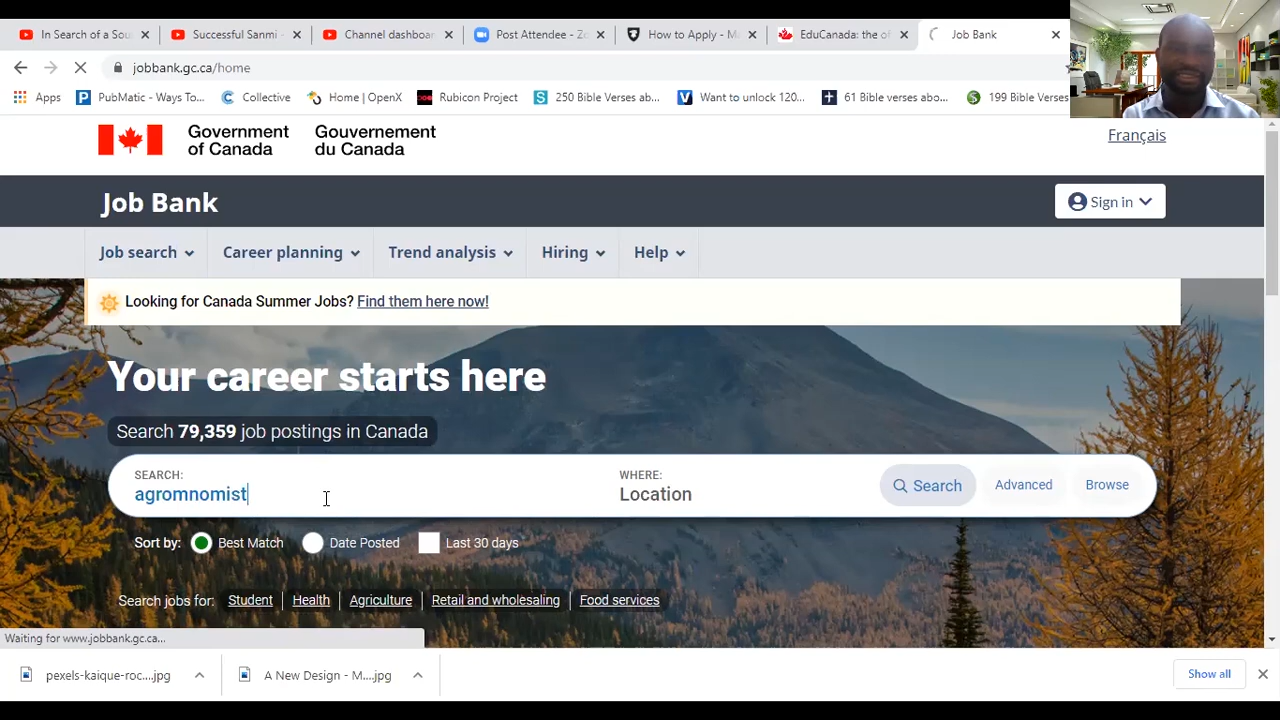 In Search of a Sou
Successful Sanmi -
Channel dashboa
Post Attendee - Zo
How to Apply - M
EduCanada: the of
Job Bank
jobbank.gc.ca/home
Apps
PubMatic - Ways To...
Collective
Home | OpenX
Rubicon Project
250 Bible Verses ab...
Want to unlock 120...
61 Bible verses abo...
199 Bible Verses
Government of Canada
Gouvernement du Canada
Français
Job Bank
Sign in
Job search
Career planning
Trend analysis
Hiring
Help
Looking for Canada Summer Jobs? Find them here now!
Your career starts here
Search 79,359 job postings in Canada
SEARCH:
agromnomist
WHERE:
Location
Search
Advanced
Browse
Sort by:
Best Match
Date Posted
Last 30 days
Search jobs for:
Student
Health
Agriculture
Retail and wholesaling
Food services
Waiting for www.jobbank.gc.ca...
pexels-kaique-roc....jpg
A New Design - M....jpg
Show all